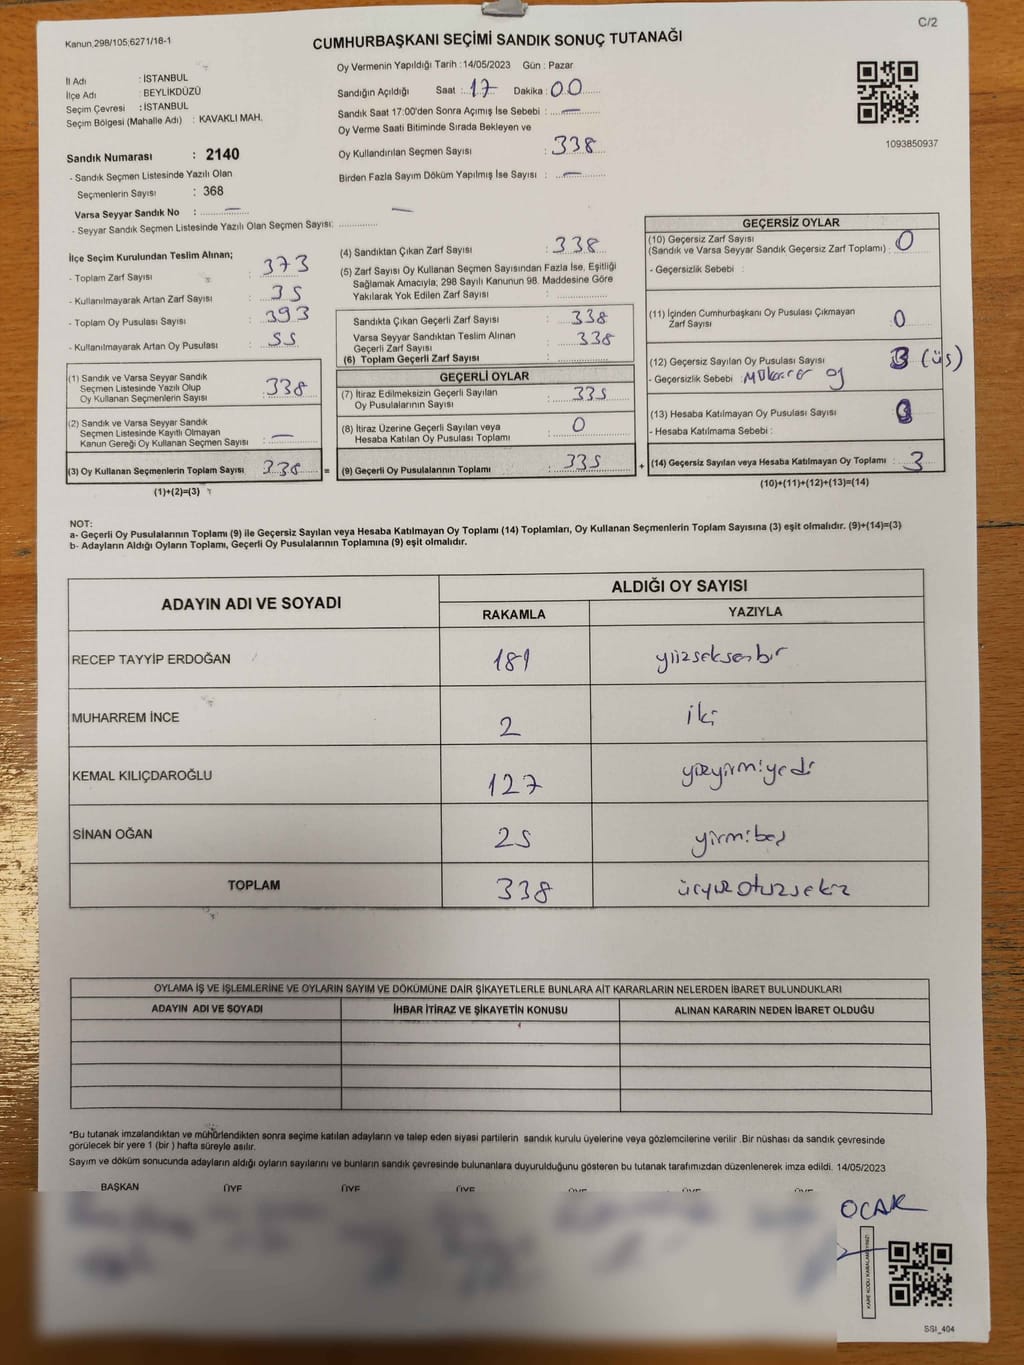 C/2
Kanun,298/105;6271/18-1
CUMHURBAŞKANI SEÇİMİ SANDIK SONUÇ TUTANAĞI
Oy Vermenin Yapıldığı Tarih : 14/05/2023 Gün : Pazar
İl Adı : İSTANBUL
İlçe Adı : BEYLİKDÜZÜ
Seçim Çevresi : İSTANBUL
Seçim Bölgesi (Mahalle Adı) : KAVAKLI MAH.
Sandığın Açıldığı Saat : 17 Dakika : 00
Sandık Saat 17:00'den Sonra Açımış İse Sebebi : —
Oy Verme Saati Bitiminde Sırada Bekleyen ve
Oy Kullandırılan Seçmen Sayısı : 338
Birden Fazla Sayım Döküm Yapılmış İse Sayısı : —
1093850937
Sandık Numarası : 2140
- Sandık Seçmen Listesinde Yazılı Olan
Seçmenlerin Sayısı : 368
Varsa Seyyar Sandık No : —
- Seyyar Sandık Seçmen Listesinde Yazılı Olan Seçmen Sayısı: —
İlçe Seçim Kurulundan Teslim Alınan;
- Toplam Zarf Sayısı : 373
- Kullanılmayarak Artan Zarf Sayısı : 35
- Toplam Oy Pusulası Sayısı : 393
- Kullanılmayarak Artan Oy Pusulası : 55
(1) Sandık ve Varsa Seyyar Sandık
Seçmen Listesinde Yazılı Olup
Oy Kullanan Seçmenlerin Sayısı : 338
(2) Sandık ve Varsa Seyyar Sandık
Seçmen Listesinde Kayıtlı Olmayan
Kanun Gereği Oy Kullanan Seçmen Sayısı : —
(3) Oy Kullanan Seçmenlerin Toplam Sayısı : 338 =
(1)+(2)=(3)
(4) Sandıktan Çıkan Zarf Sayısı : 338
(5) Zarf Sayısı Oy Kullanan Seçmen Sayısından Fazla İse, Eşitliği
Sağlamak Amacıyla; 298 Sayılı Kanunun 98. Maddesine Göre
Yakılarak Yok Edilen Zarf Sayısı :
Sandıkta Çıkan Geçerli Zarf Sayısı : 338
Varsa Seyyar Sandıktan Teslim Alınan
Geçerli Zarf Sayısı : 338
(6) Toplam Geçerli Zarf Sayısı :
GEÇERLİ OYLAR
(7) İtiraz Edilmeksizin Geçerli Sayılan
Oy Pusulalarının Sayısı : 335
(8) İtiraz Üzerine Geçerli Sayılan veya
Hesaba Katılan Oy Pusulası Toplamı : 0
(9) Geçerli Oy Pusulalarının Toplamı : 335 +
GEÇERSİZ OYLAR
(10) Geçersiz Zarf Sayısı
(Sandık ve Varsa Seyyar Sandık Geçersiz Zarf Toplamı) : 0
- Geçersizlik Sebebi :
(11) İçinden Cumhurbaşkanı Oy Pusulası Çıkmayan
Zarf Sayısı : 0
(12) Geçersiz Sayılan Oy Pusulası Sayısı : 3 (üş)
- Geçersizlik Sebebi : Mükerrer oy
(13) Hesaba Katılmayan Oy Pusulası Sayısı :
- Hesaba Katılmama Sebebi :
(14) Geçersiz Sayılan veya Hesaba Katılmayan Oy Toplamı : 3
(10)+(11)+(12)+(13)=(14)
NOT:
a- Geçerli Oy Pusulalarının Toplamı (9) ile Geçersiz Sayılan veya Hesaba Katılmayan Oy Toplamı (14) Toplamları, Oy Kullanan Seçmenlerin Toplam Sayısına (3) eşit olmalıdır. (9)+(14)=(3)
b- Adayların Aldığı Oyların Toplamı, Geçerli Oy Pusulalarının Toplamına (9) eşit olmalıdır.
ADAYIN ADI VE SOYADI ALDIĞI OY SAYISI
RAKAMLA YAZIYLA
RECEP TAYYİP ERDOĞAN 181 yüzseksenbir
MUHARREM İNCE 2 iki
KEMAL KILIÇDAROĞLU 127 yüzyirmiyedi
SİNAN OĞAN 25 yirmibeş
TOPLAM 338 üçyüzotuzsekiz
OYLAMA İŞ VE İŞLEMLERİNE VE OYLARIN SAYIM VE DÖKÜMÜNE DAİR ŞİKAYETLERLE BUNLARA AİT KARARLARIN NELERDEN İBARET BULUNDUKLARI
ADAYIN ADI VE SOYADI İHBAR İTİRAZ VE ŞİKAYETİN KONUSU ALINAN KARARIN NEDEN İBARET OLDUĞU
*Bu tutanak imzalandıktan ve mühürlendikten sonra seçime katılan adayların ve talep eden siyasi partilerin sandık kurulu üyelerine veya gözlemcilerine verilir .Bir nüshası da sandık çevresinde
görülecek bir yere 1 (bir ) hafta süreyle asılır.
Sayım ve döküm sonucunda adayların aldığı oyların sayılarını ve bunların sandık çevresinde bulunanlara duyurulduğunu gösteren bu tutanak tarafımızdan düzenlenerek imza edildi. 14/05/2023
BAŞKAN ÜYE ÜYE ÜYE ÜYE ÜYE ÜYE
OCAK
KARE KODU KARALAMAYINIZ!
SSI_404